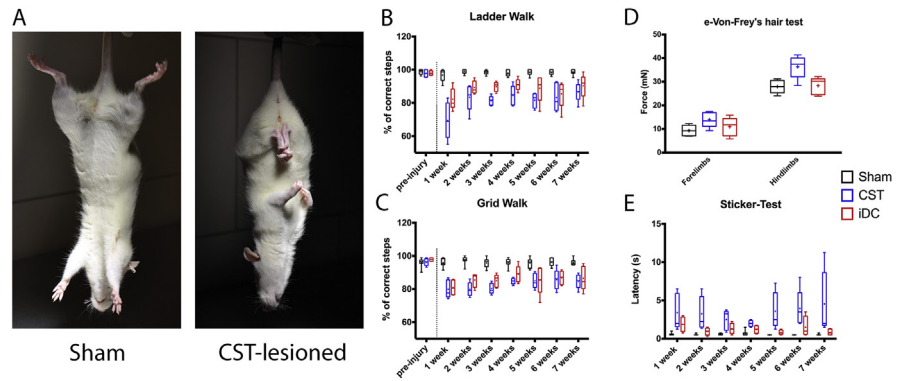 A
Sham
CST-lesioned
B
Ladder Walk
% of correct steps
120
100
80
60
pre-injury
1 week
2 weeks
3 weeks
4 weeks
5 weeks
6 weeks
7 weeks
C
Grid Walk
% of correct steps
120
100
80
60
pre-injury
1 week
2 weeks
3 weeks
4 weeks
5 weeks
6 weeks
7 weeks
D
e-Von-Frey's hair test
Force (mN)
50
40
30
20
10
0
Forelimbs
Hindlimbs
Sham
CST
iDC
E
Sticker-Test
Latency (s)
15
10
5
0
1 week
2 weeks
3 weeks
4 weeks
5 weeks
6 weeks
7 weeks